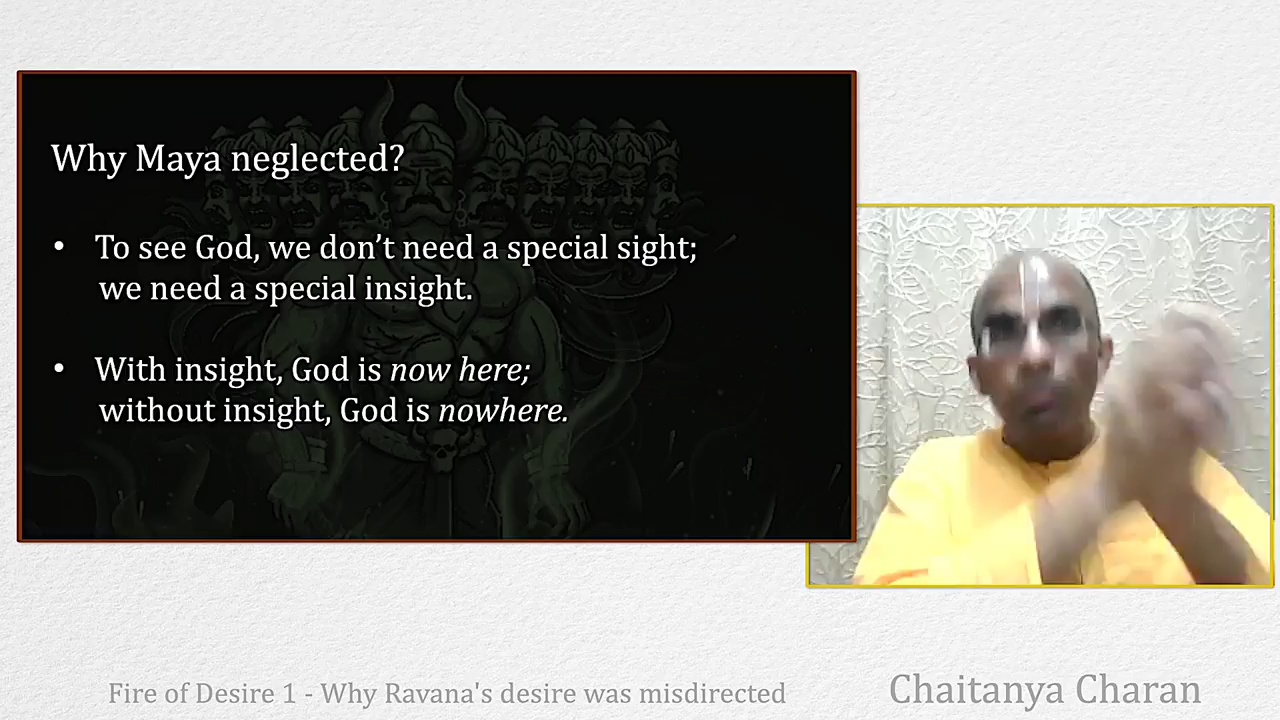 Why Maya neglected?
• To see God, we don’t need a special sight;
we need a special insight.
• With insight, God is now here;
without insight, God is nowhere.
Fire of Desire 1 - Why Ravana's desire was misdirected
Chaitanya Charan